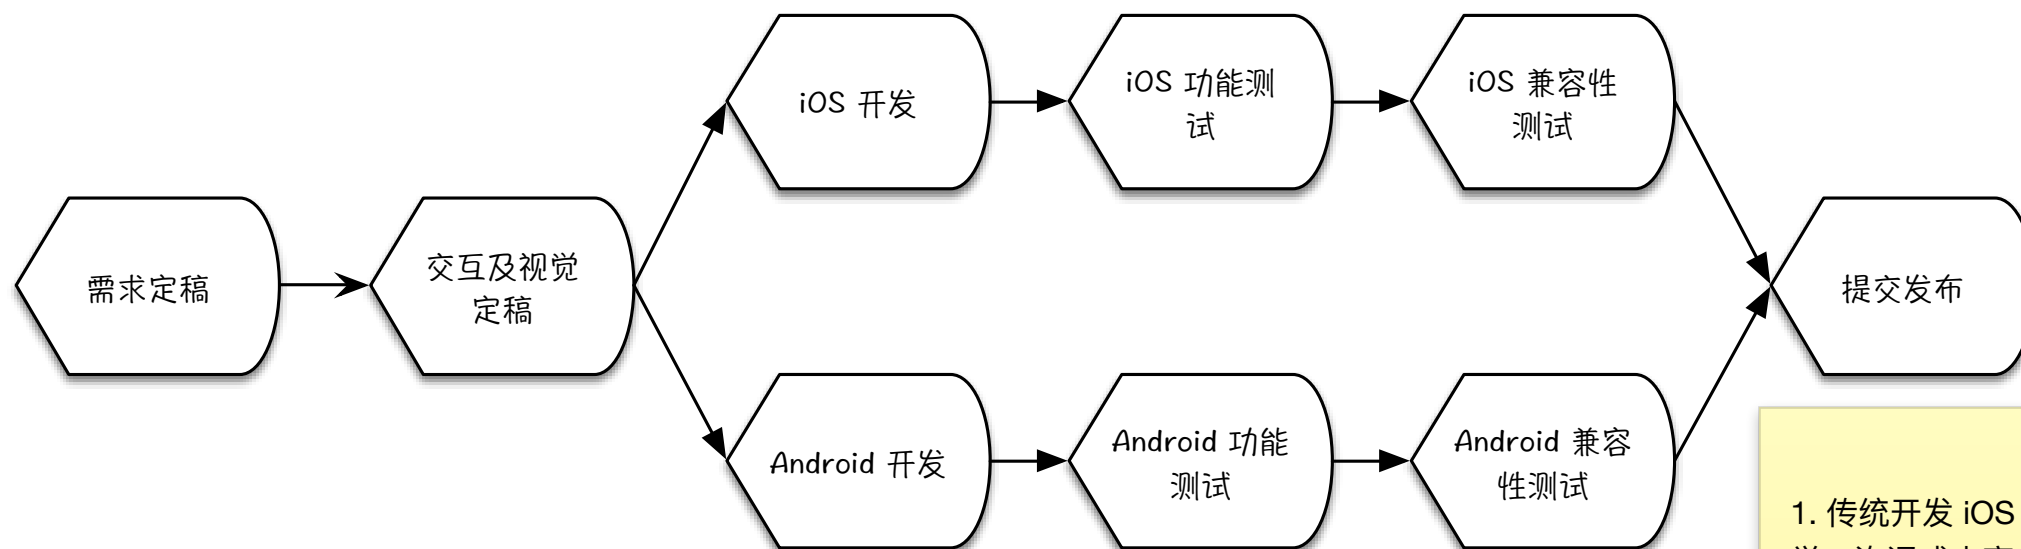 iOS 开发
iOS 功能测
试
iOS 兼容性
测试
需求定稿
交互及视觉
定稿
提交发布
Android 开发
Android 功能
测试
Android 兼容
性测试
1. 传统开发 iOS